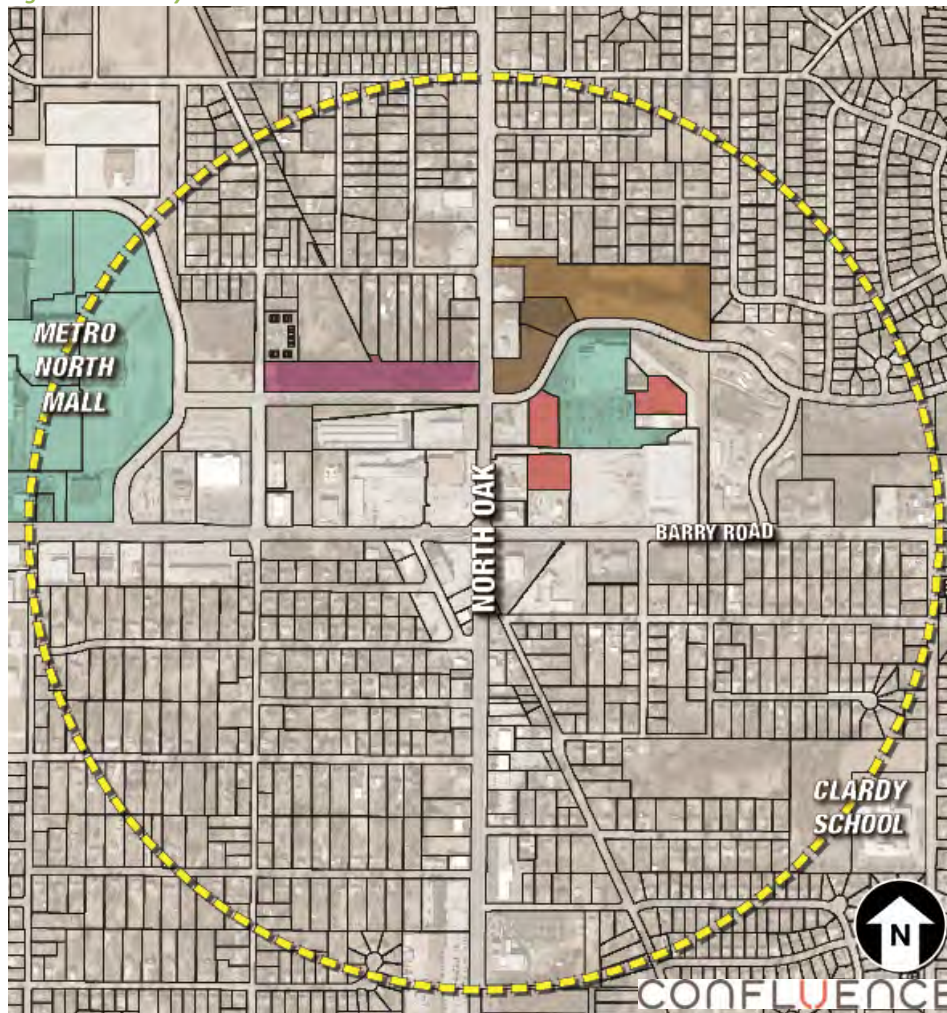 METRO
NORTH
MALL
NORTH OAK
BARRY ROAD
CLARDY
SCHOOL
N
CONFLUENCE